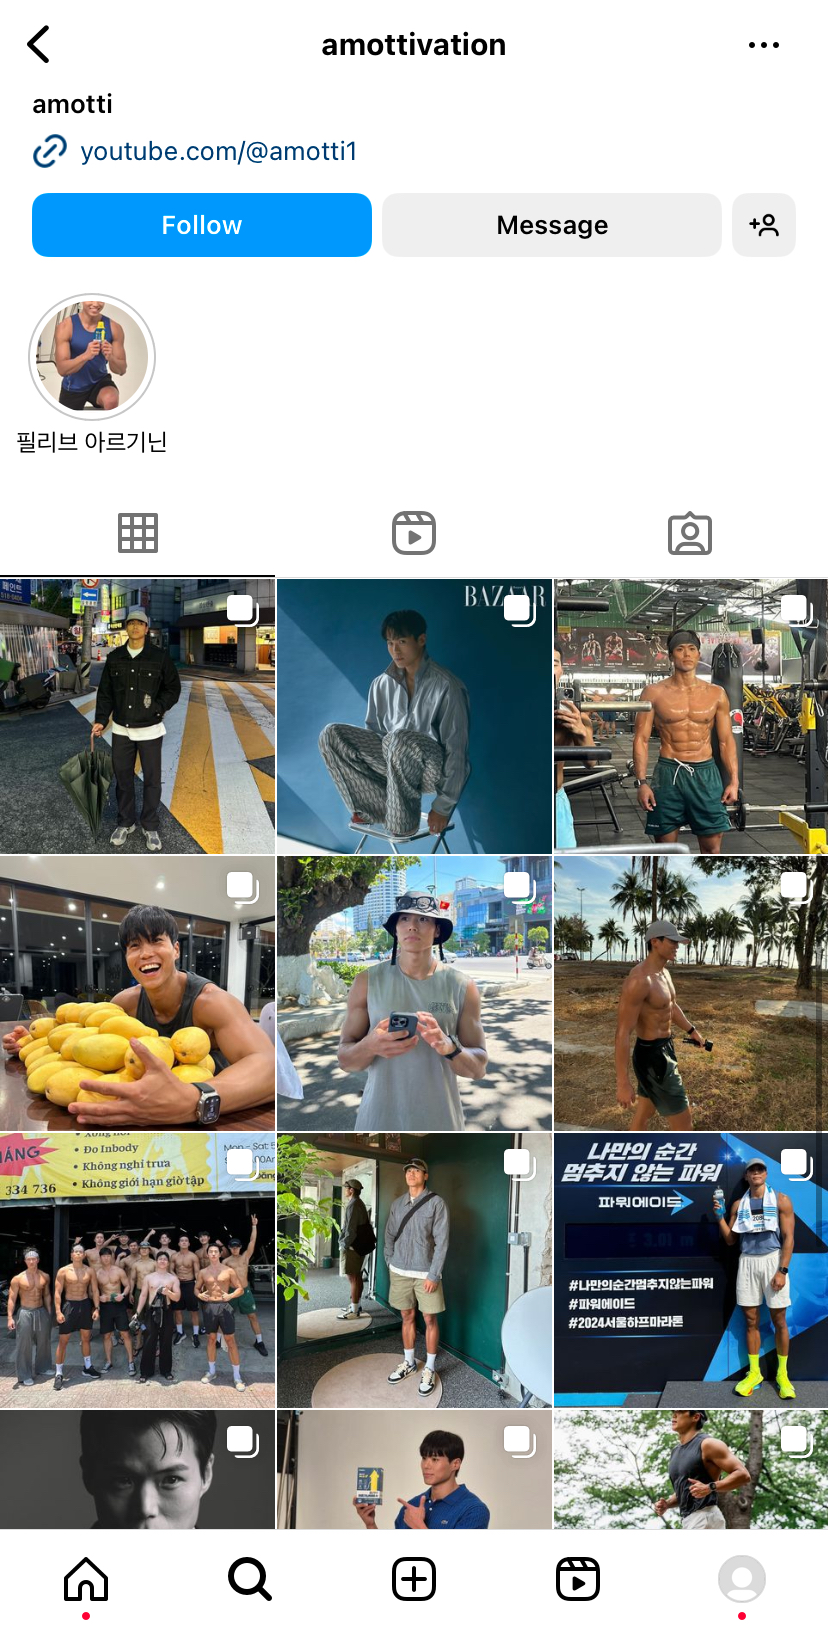 amottivation
amotti
youtube.com/@amotti1
Follow
Message
필리브 아르기닌
BAZAAR
• Đo Inbody
• Không nghỉ trưa
• Không giới hạn giờ tập
334 736
Mon - Sat: 5
나만의 순간
멈추지 않는 파워
파워에이드
#나만의순간멈추지않는파워
#파워에이드
#2024서울하프마라톤